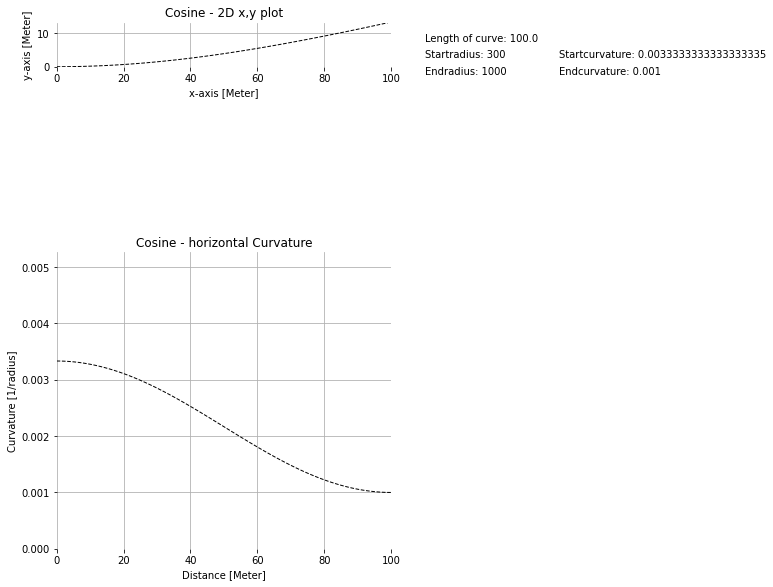 Cosine - 2D x,y plot
y-axis [Meter]
10
0
0 20 40 60 80 100
x-axis [Meter]
Length of curve: 100.0
Startradius: 300 Startcurvature: 0.0033333333333333335
Endradius: 1000 Endcurvature: 0.001
Cosine - horizontal Curvature
Curvature [1/radius]
0.005
0.004
0.003
0.002
0.001
0.000
0 20 40 60 80 100
Distance [Meter]